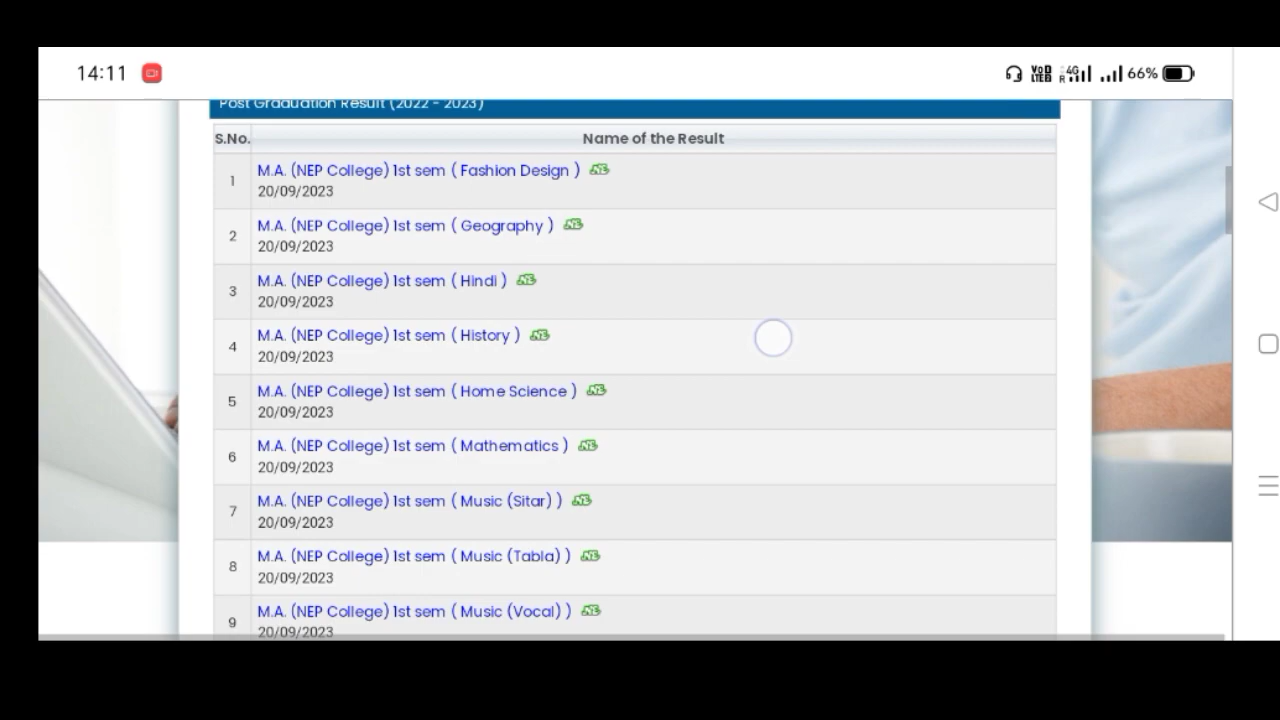 14:11
VoD
LTE
4G
R
66%
Post Graduation Result (2022 - 2023)
S.No. Name of the Result
1 M.A. (NEP College) 1st sem ( Fashion Design )
20/09/2023
2 M.A. (NEP College) 1st sem ( Geography )
20/09/2023
3 M.A. (NEP College) 1st sem ( Hindi )
20/09/2023
4 M.A. (NEP College) 1st sem ( History )
20/09/2023
5 M.A. (NEP College) 1st sem ( Home Science )
20/09/2023
6 M.A. (NEP College) 1st sem ( Mathematics )
20/09/2023
7 M.A. (NEP College) 1st sem ( Music (Sitar) )
20/09/2023
8 M.A. (NEP College) 1st sem ( Music (Tabla) )
20/09/2023
9 M.A. (NEP College) 1st sem ( Music (Vocal) )
20/09/2023